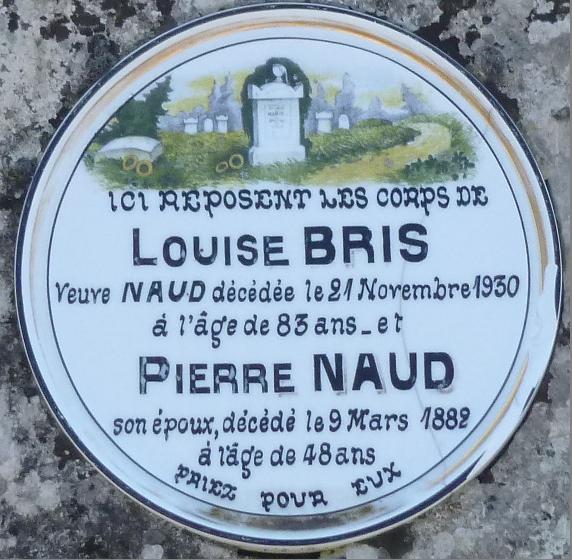 ICI REPOSENT LES CORPS DE
LOUISE BRIS
Veuve NAUD décédée le 21 Novembre 1930
à l'âge de 83 ans_et
PIERRE NAUD
son époux, décédé le 9 Mars 1882
à l'âge de 48 ans
PRIEZ POUR EUX